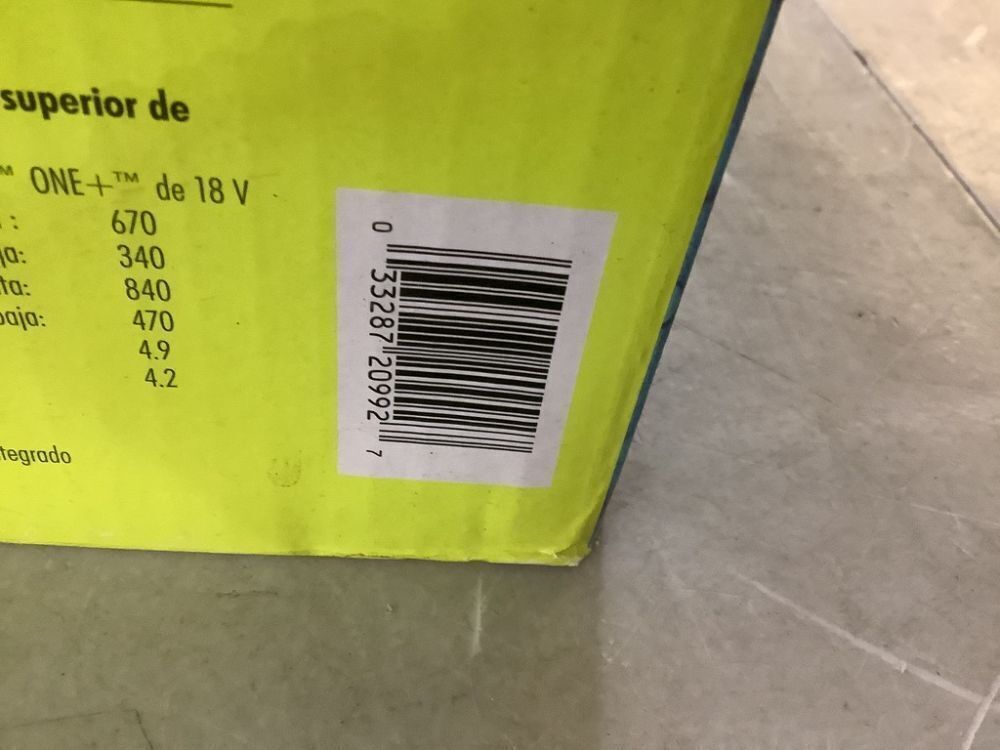 superior de
™ ONE+™ de 18 V
: 670
ja: 340
ta: 840
baja: 470
4.9
4.2
tegrado
0 33287 20992 7